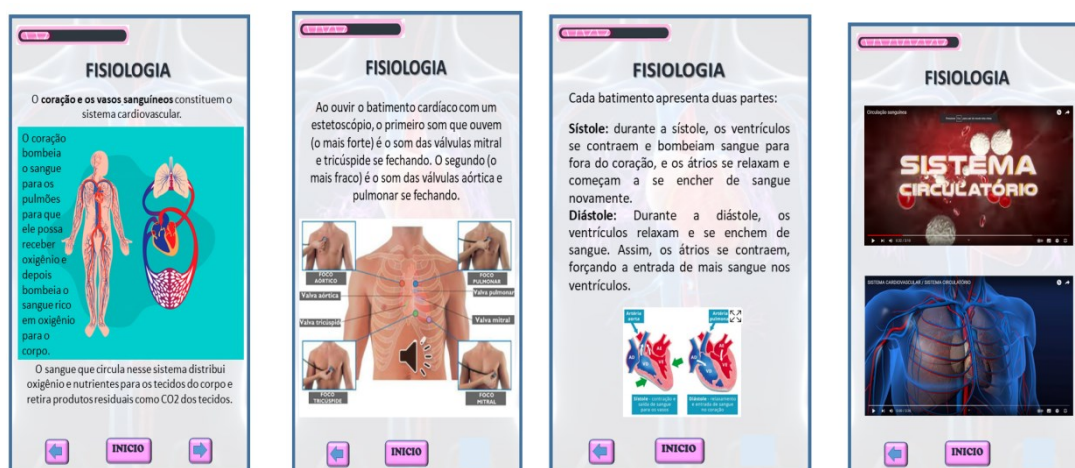 FISIOLOGIA
O coração e os vasos sanguíneos constituem o
sistema cardiovascular.
O coração
bombeia
o sangue
para os
pulmões
para que
ele possa
receber
oxigênio e
depois
bombeia o
sangue rico
em oxigênio
para o
corpo.
O sangue que circula nesse sistema distribui
oxigênio e nutrientes para os tecidos do corpo e
retira produtos residuais como CO2 dos tecidos.
INICIO
FISIOLOGIA
Ao ouvir o batimento cardíaco com um
estetoscópio, o primeiro som que ouvem
(o mais forte) é o som das válvulas mitral
e tricúspide se fechando. O segundo (o
mais fraco) é o som das válvulas aórtica e
pulmonar se fechando.
FOCO
AÓRTICO
FOCO
PULMONAR
Valva aórtica
Valva pulmonar
Valva tricúspide
Valva mitral
FOCO
TRICÚSPIDE
FOCO
MITRAL
INICIO
FISIOLOGIA
Cada batimento apresenta duas partes:
Sístole: durante a sístole, os ventrículos
se contraem e bombeiam sangue para
fora do coração, e os átrios se relaxam e
começam a se encher de sangue
novamente.
Diástole: Durante a diástole, os
ventrículos relaxam e se enchem de
sangue. Assim, os átrios se contraem,
forçando a entrada de mais sangue nos
ventrículos.
Artéria
aorta
Artéria
pulmonar
INICIO
FISIOLOGIA
Circulação sanguínea
SISTEMA
CIRCULATÓRIO
SISTEMA CARDIOVASCULAR / SISTEMA CIRCULATÓRIO
INICIO